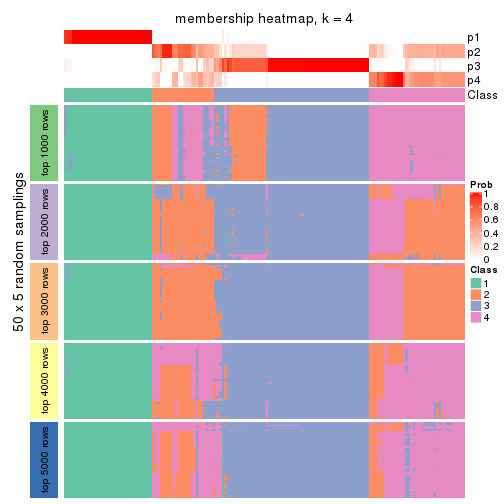 membership heatmap, k = 4
p1
p2
p3
p4
Class
50 x 5 random samplings
top 1000 rows
top 2000 rows
top 3000 rows
top 4000 rows
top 5000 rows
Prob
1
0.8
0.6
0.4
0.2
0
Class
1
2
3
4